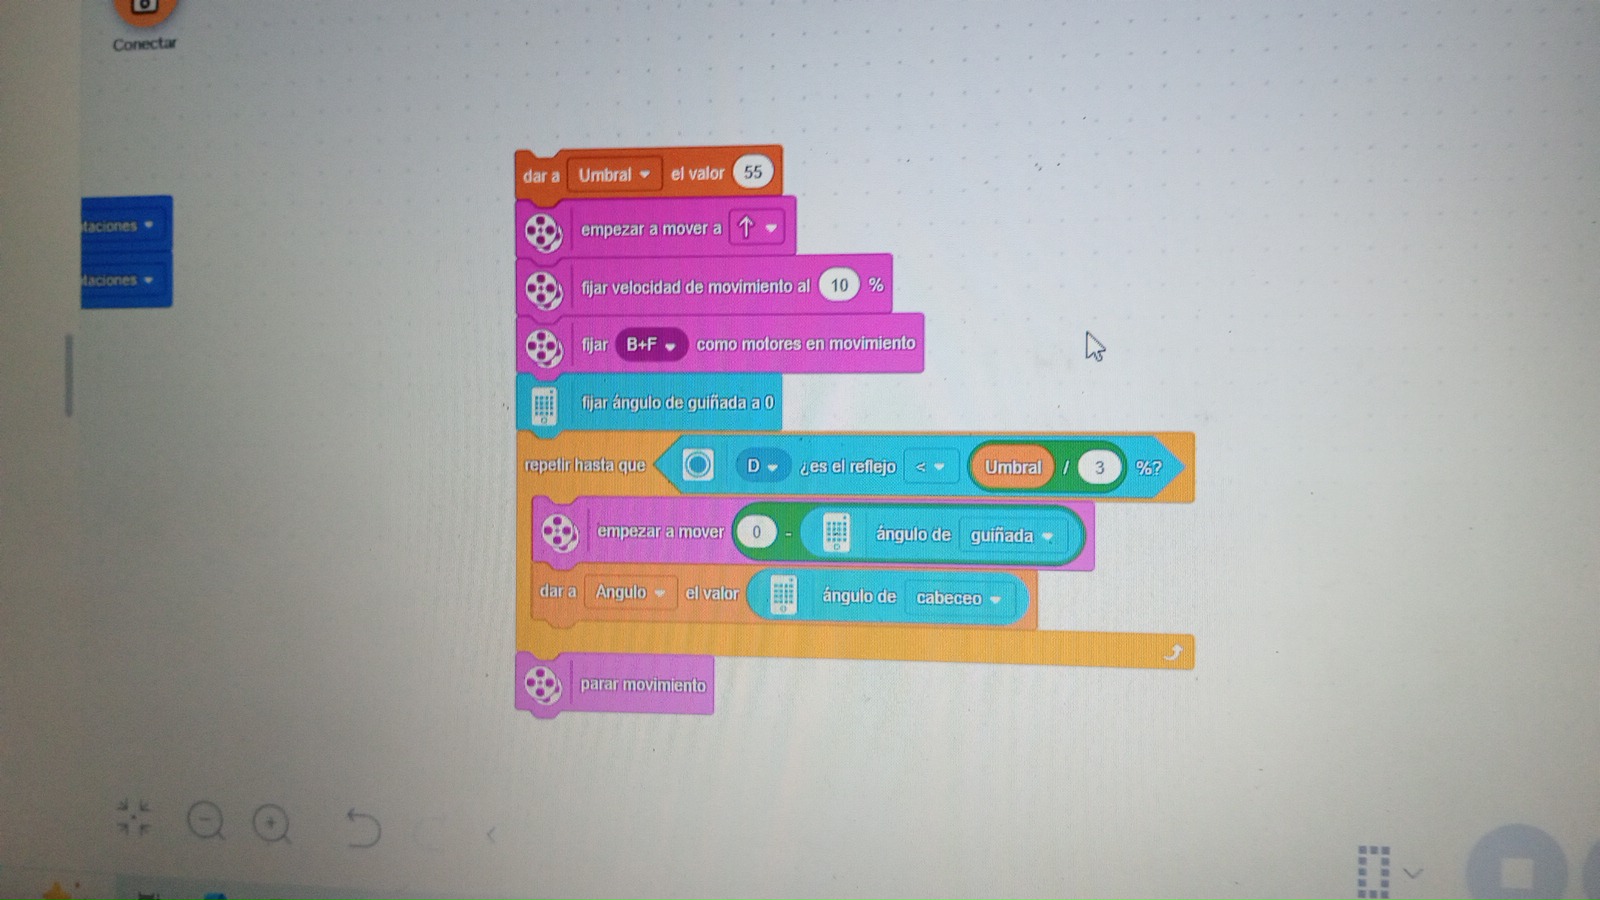 Conectar
taciones
taciones
dar a Umbral el valor 55
empezar a mover a ↑
fijar velocidad de movimiento al 10 %
fijar B+F como motores en movimiento
fijar ángulo de guiñada a 0
repetir hasta que D ¿es el reflejo < Umbral / 3 %?
empezar a mover 0 - ángulo de guiñada
dar a Angulo el valor ángulo de cabeceo
parar movimiento